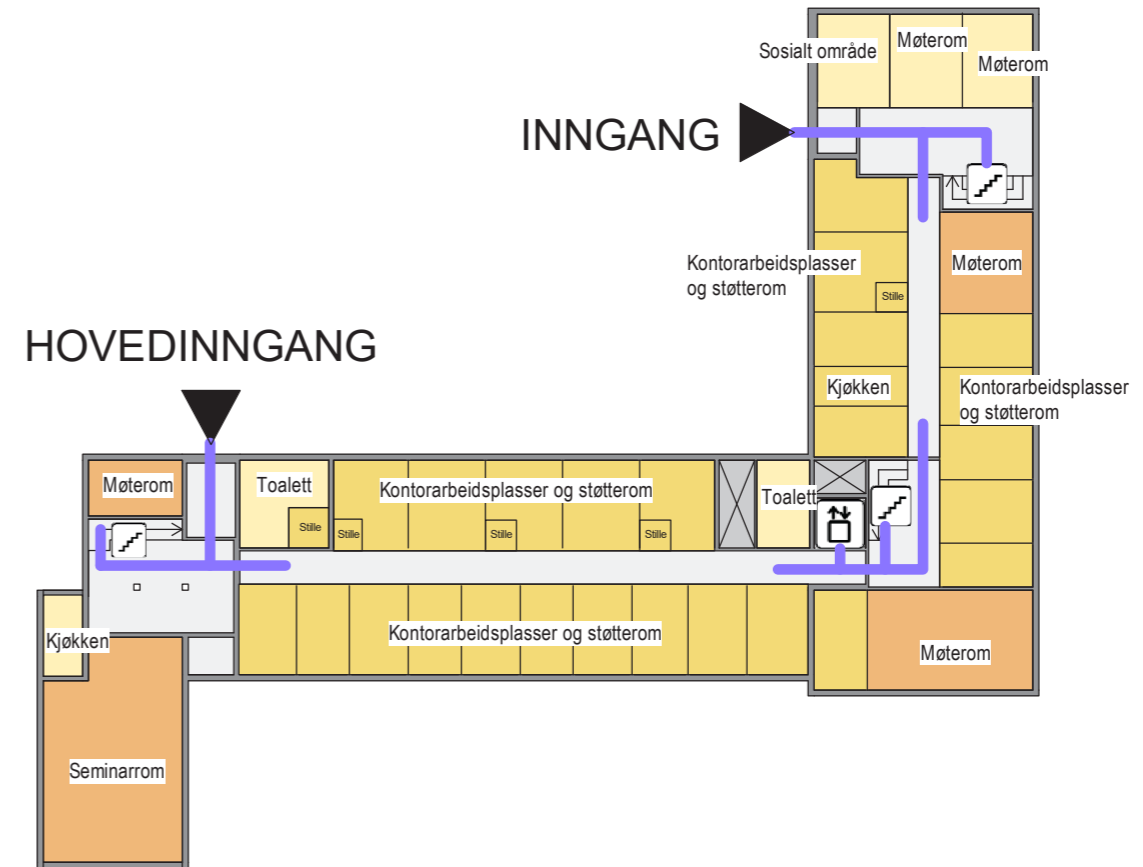 Sosialt område
Møterom
Møterom
INNGANG
Kontorarbeidsplasser
og støtterom
Møterom
Stille
HOVEDINNGANG
Kjøkken
Kontorarbeidsplasser
og støtterom
Møterom
Toalett
Kontorarbeidsplasser og støtterom
Toalett
Stille
Stille
Stille
Stille
Kjøkken
Kontorarbeidsplasser og støtterom
Møterom
Seminarrom